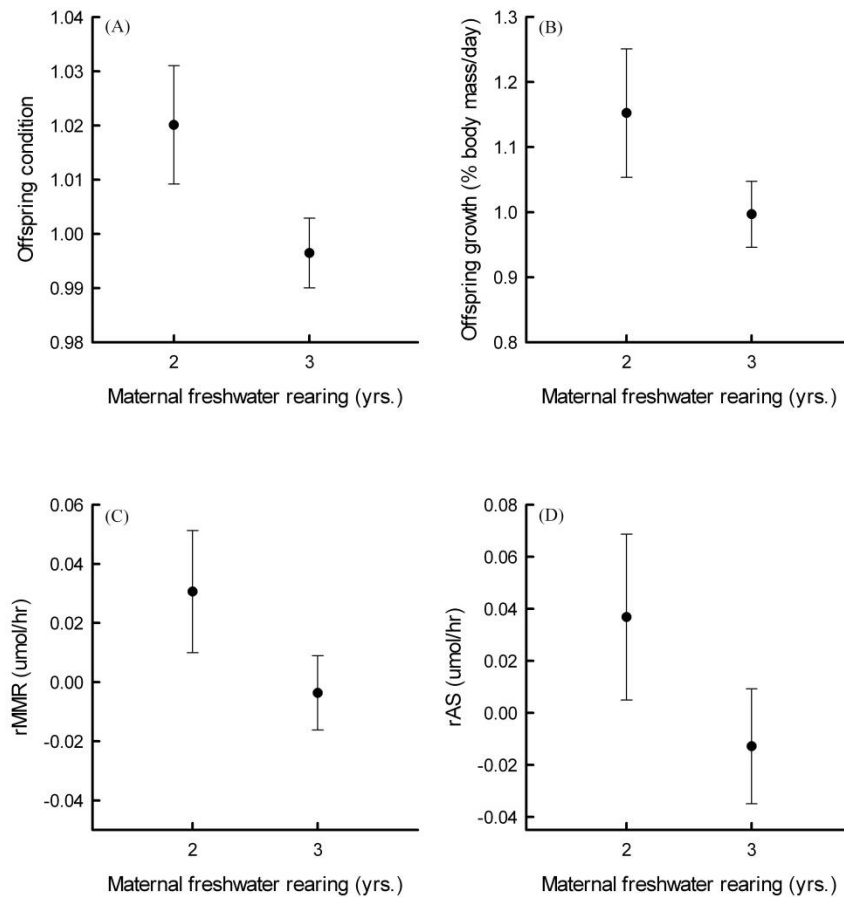 (A)
Offspring condition
1.04
1.03
1.02
1.01
1.00
0.99
0.98
2 3
Maternal freshwater rearing (yrs.)
(B)
Offspring growth (% body mass/day)
1.3
1.2
1.1
1.0
0.9
0.8
2 3
Maternal freshwater rearing (yrs.)
(C)
rMMR (umol/hr)
0.06
0.04
0.02
0.00
-0.02
-0.04
2 3
Maternal freshwater rearing (yrs.)
(D)
rAS (umol/hr)
0.08
0.06
0.04
0.02
0.00
-0.02
-0.04
2 3
Maternal freshwater rearing (yrs.)